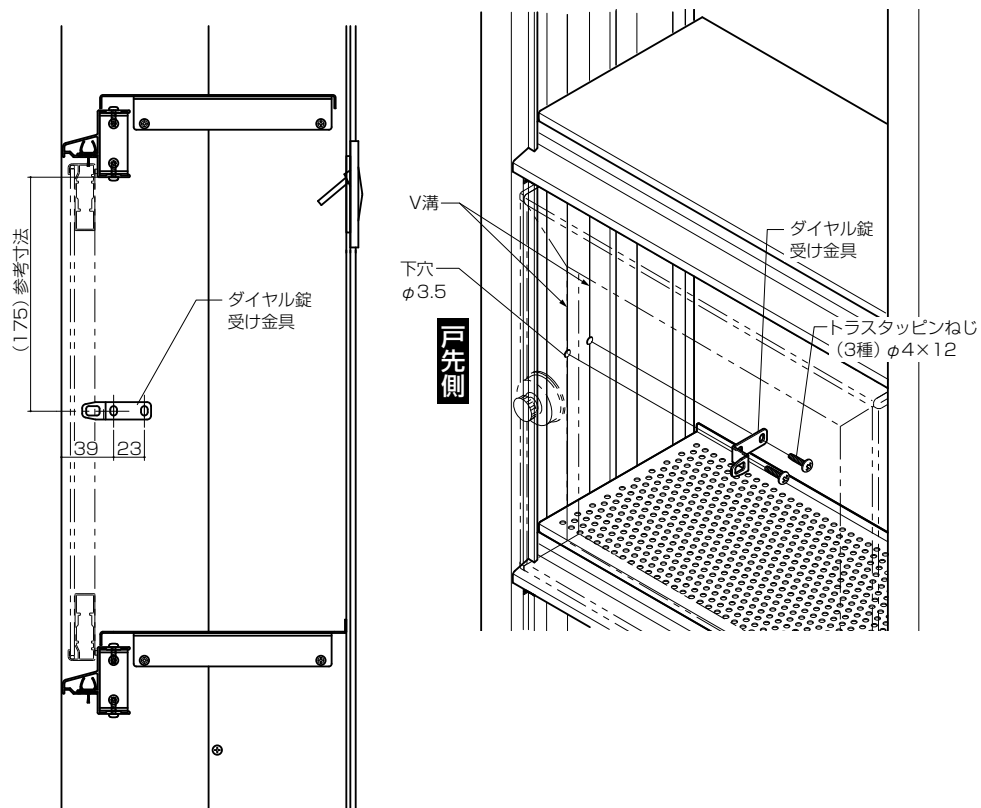 (175)参考寸法
ダイヤル錠
受け金具
39
23
V溝
下穴
φ3.5
戸先側
ダイヤル錠
受け金具
トラスタッピンねじ
(3種)φ4×12